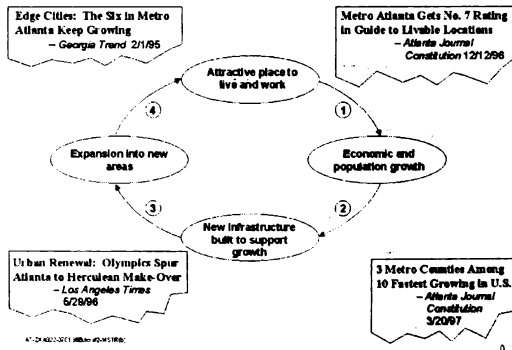 Edge Cities: The Six in Metro
Atlanta Keep Growing
– Georgia Trend 2/1/95
Metro Atlanta Gets No. 7 Rating
in Guide to Livable Locations
– Atlanta Journal
Constitution 12/12/96
Attractive place to
live and work
4
1
Expansion into new
areas
Economic and
population growth
3
2
New infrastructure
built to support
growth
Urban Renewal: Olympics Spur
Atlanta to Herculean Make-Over
– Los Angeles Times
5/29/96
3 Metro Counties Among
10 Fastest Growing in U.S.
– Atlanta Journal
Constitution
3/20/97